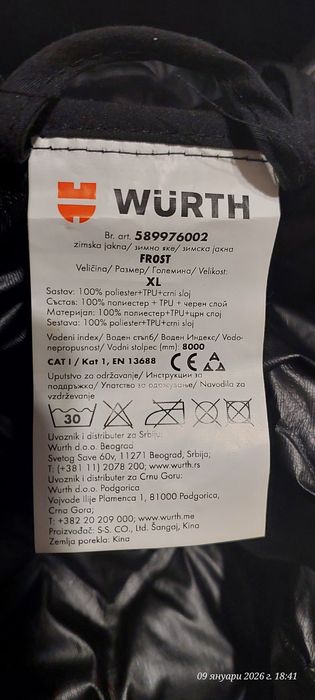 WÜRTH
Br. art. 589976002
zimska jakna/ зимно яке/ зимска јакна
FROST
Veličina/ Размер/ Големина/ Velikost:
XL
Sastav: 100% poliester+TPU+crni sloj
Състав: 100% полиестер + TPU + черен слой
Материјал: 100% полиестер+TPU+црн слој
Sestava: 100% poliester+TPU+črni sloj
Vodeni index/ Воден стълб/ Воден Индекс/ Vodo-
nepropusnost/ Vodni stolpec (mm): 8000
CAT I / Kat 1, EN 13688 CE
Uputstvo za održavanje/ Инструкции за
поддръжка/ Упатство за одржување/ Navodila za
vzdrževanje
30
Uvoznik i distributer za Srbiju:
Wurth d.o.o. Beograd
Svetog Save 60v, 11271 Beograd, Srbija;
T: (+381 11) 2078 200; www.wurth.rs
Uvoznik i distributer za Crnu Goru:
Wurth d.o.o. Podgorica
Vojvode Ilije Plamenca 1, 81000 Podgorica,
Crna Gora;
T: +382 20 209 000; www.wurth.me
Proizvođač: S-S. CO., Ltd. Šangaj, Kina
Zemlja porekla: Kina
09 януари 2026 г. 18:41